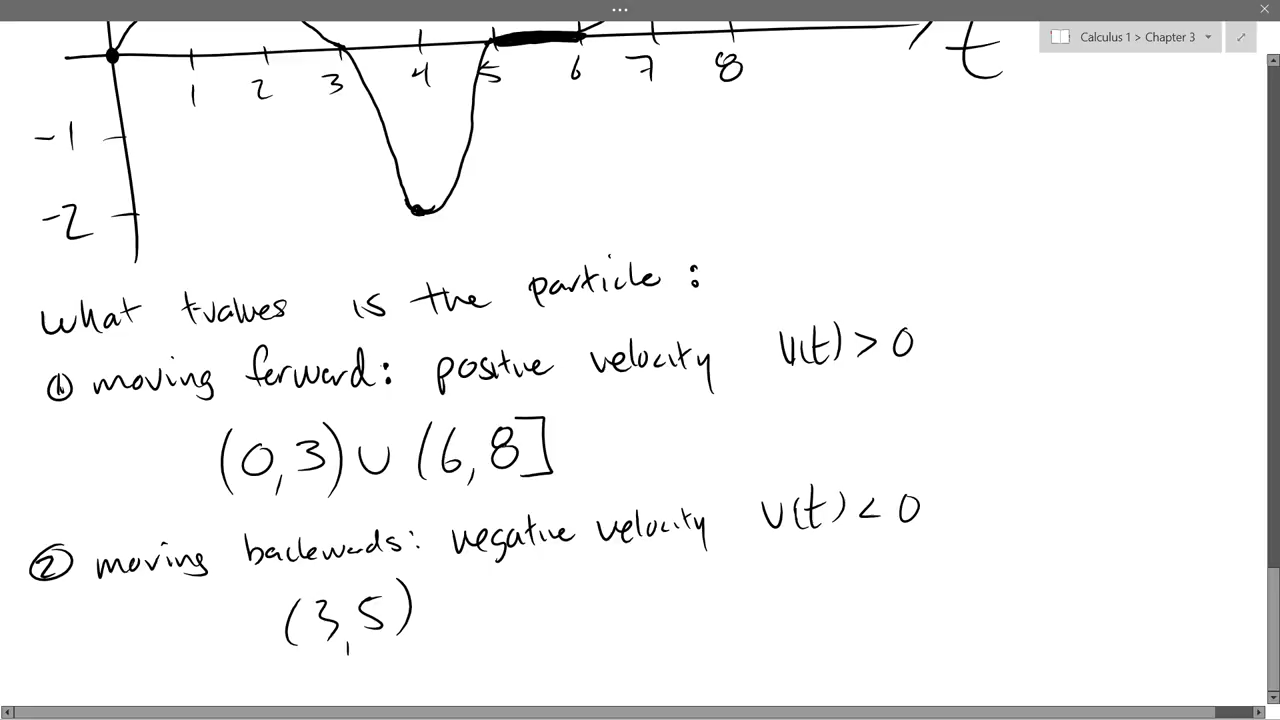 ...
Calculus 1 > Chapter 3
1 2 3 4 5 6 7 8 t
-1
-2
What t-values is the particle:
① moving forward: positive velocity v(t) > 0
(0,3) ∪ (6,8]
② moving backwards: negative velocity v(t) < 0
(3,5)